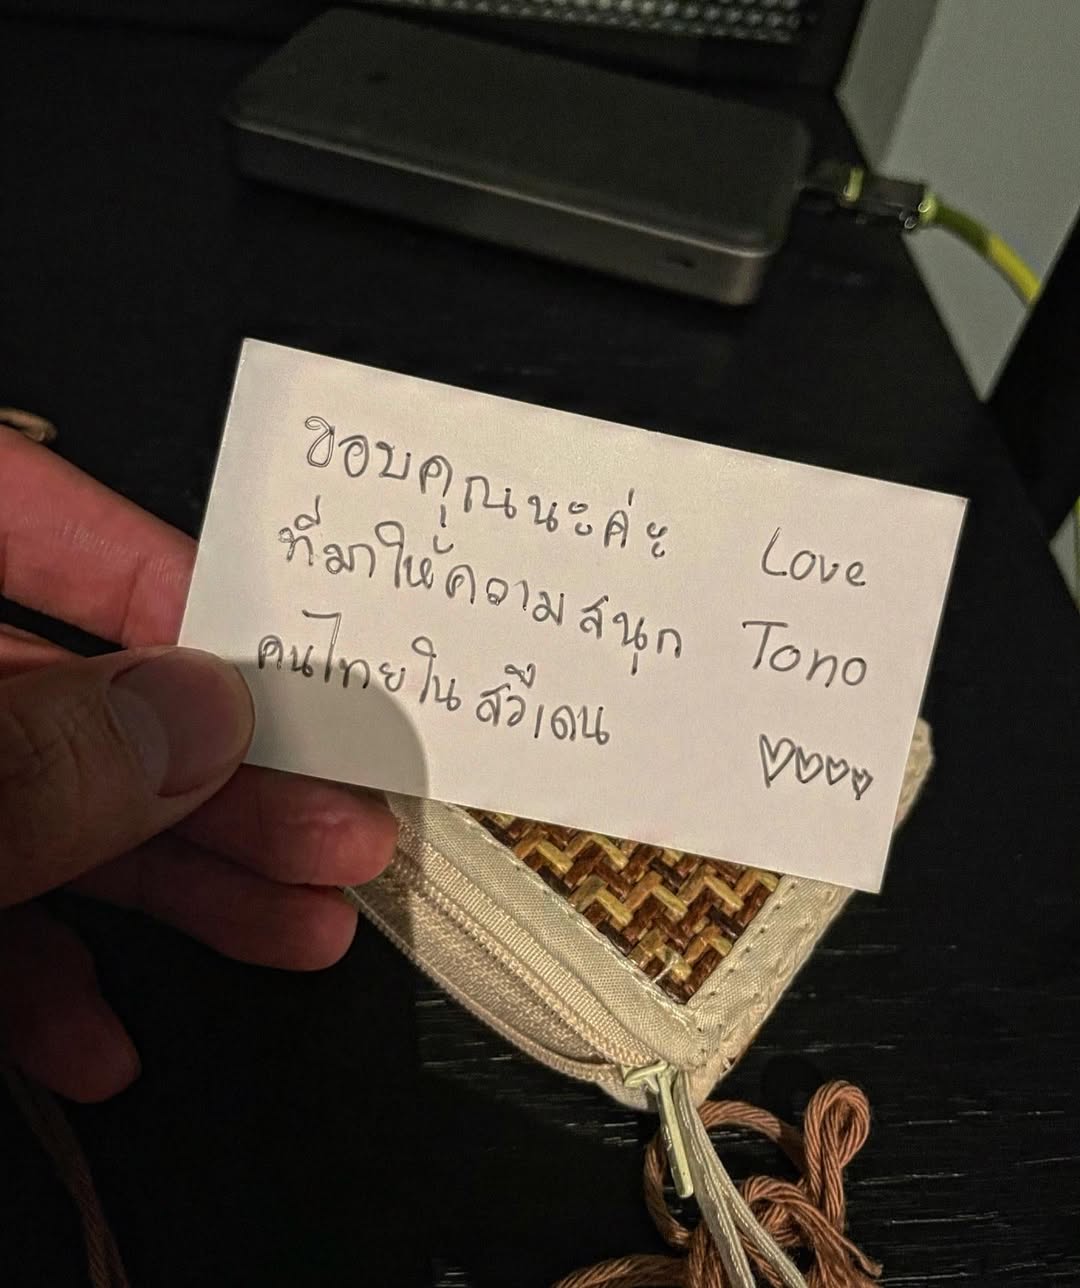 ขอบคุณนะค่ะ
ที่มาให้ความสนุก
คนไทยใน สวีเดน
Love
Tono
♡♡♡♡